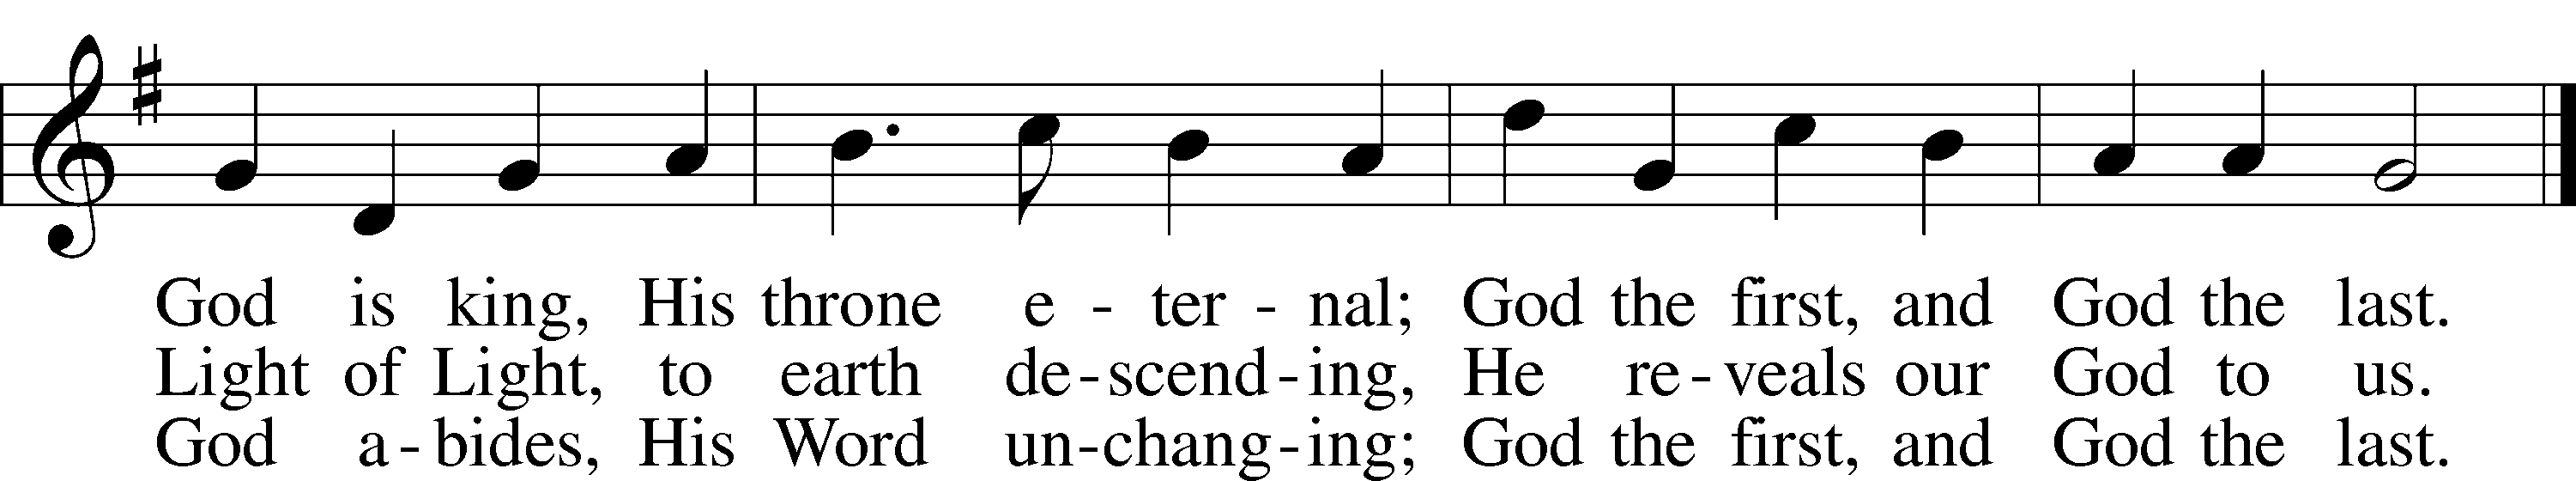 God is king, His throne e - ter - nal; God the first, and God the last.
Light of Light, to earth de - scend - ing, He re - veals our God to us.
God a - bides, His Word un - chang - ing; God the first, and God the last.